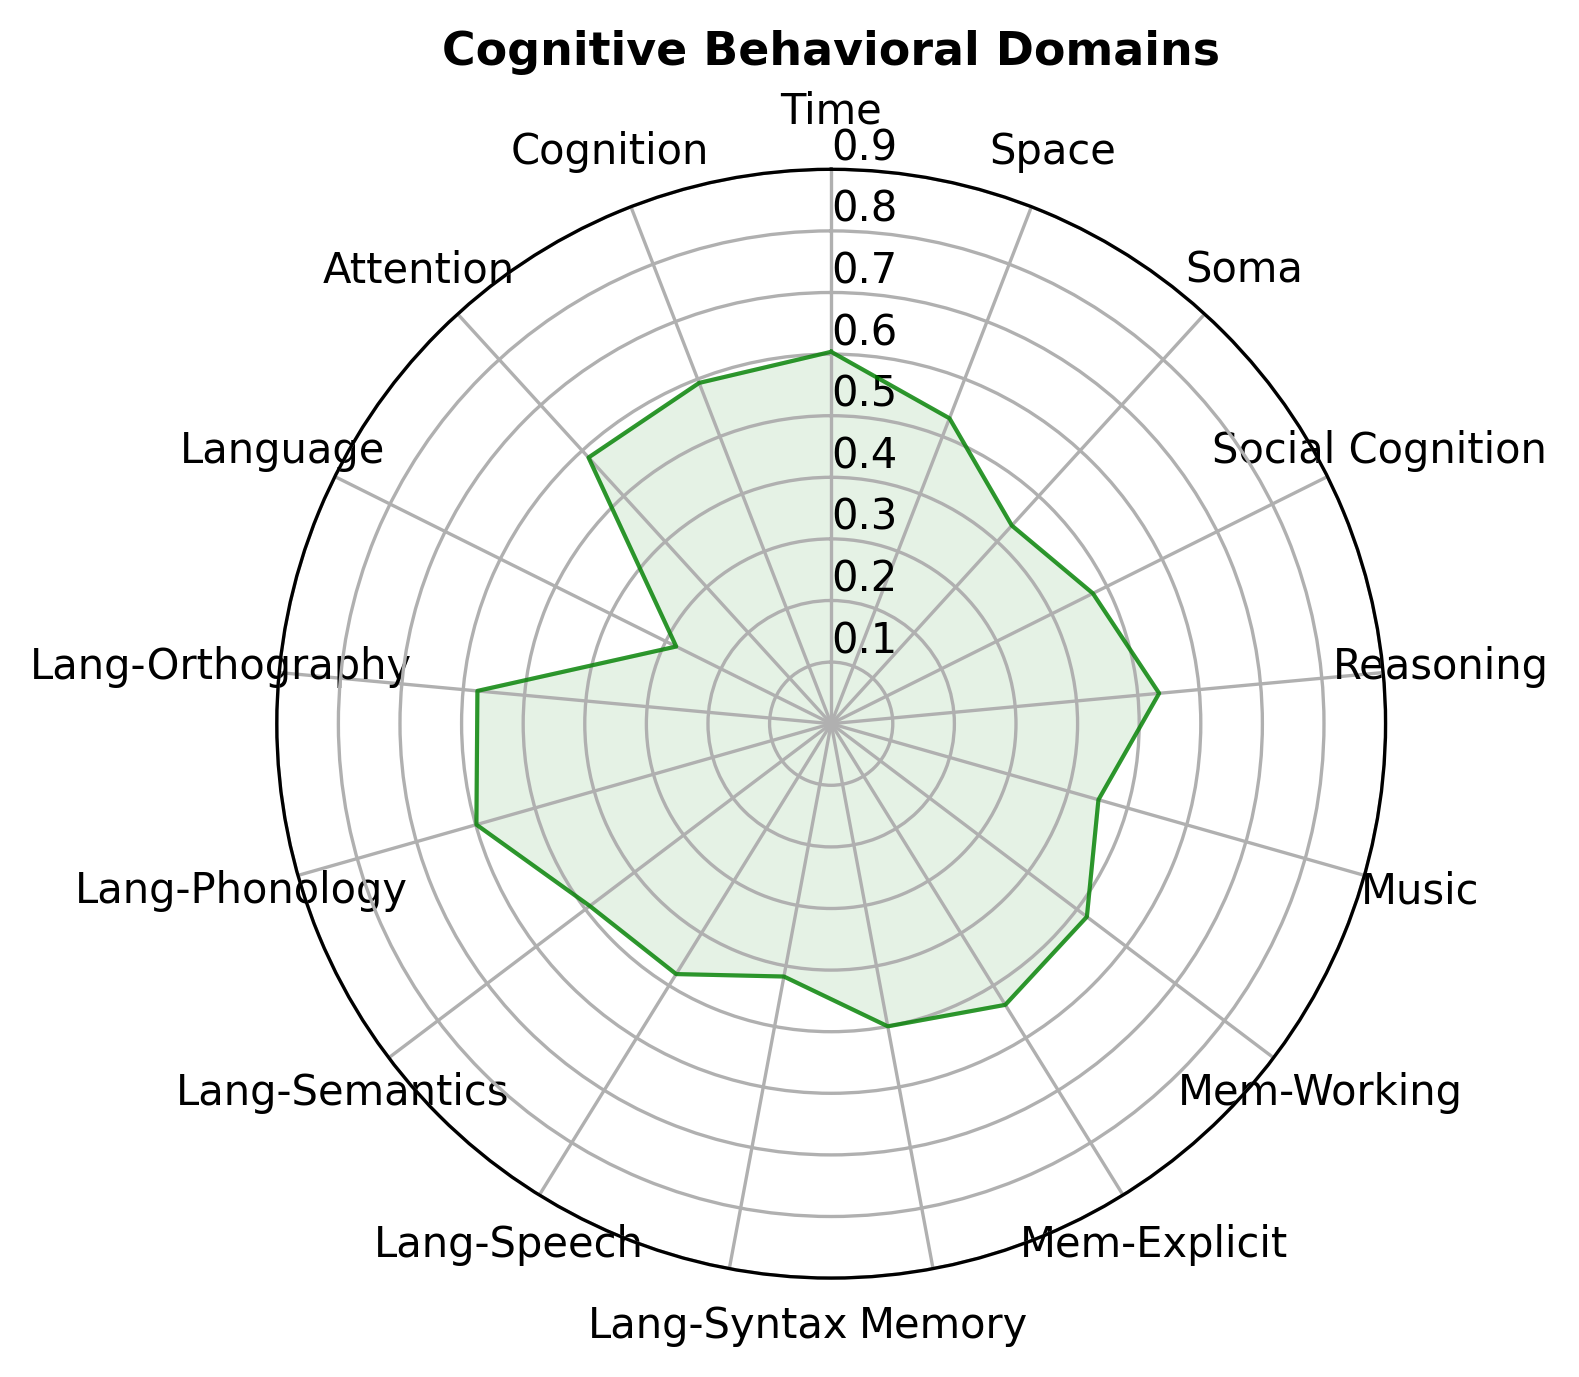 Cognitive Behavioral Domains
Time
0.9
Cognition
Space
0.8
0.7
Attention
Soma
0.6
0.5
0.4
Language
Social Cognition
0.3
0.2
0.1
Lang-Orthography
Reasoning
Lang-Phonology
Music
Lang-Semantics
Mem-Working
Lang-Speech
Mem-Explicit
Lang-Syntax
Memory